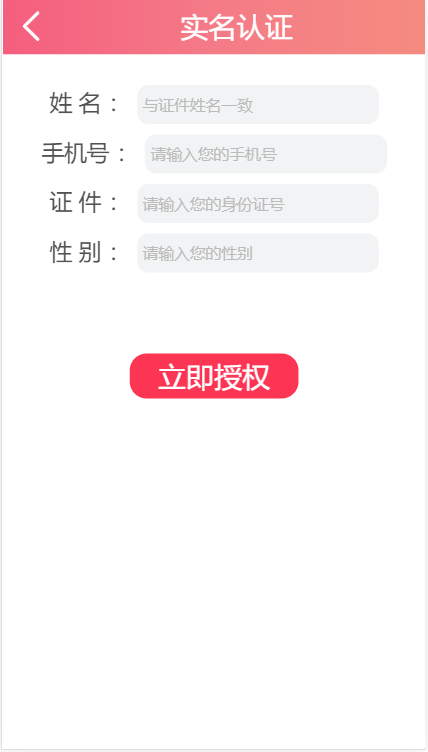 实名认证
姓 名： 与证件姓名一致
手机号： 请输入您的手机号
证 件： 请输入您的身份证号
性 别： 请输入您的性别
立即授权